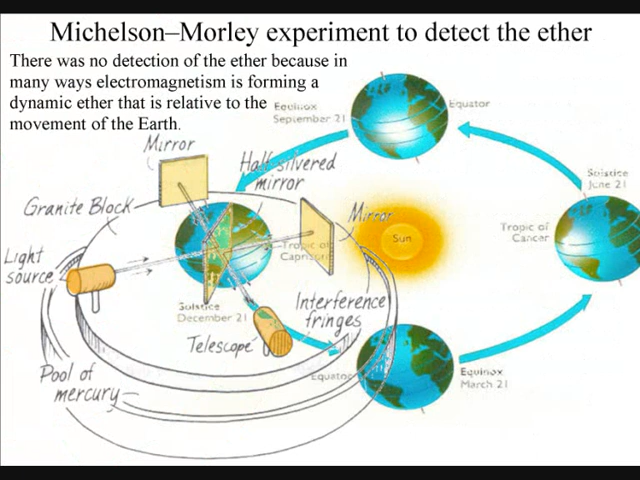 Michelson–Morley experiment to detect the ether
There was no detection of the ether because in
many ways electromagnetism is forming a
dynamic ether that is relative to the
movement of the Earth.
Equinox
September 21
Equator
Mirror
Half-silvered
mirror
Solstice
June 21
Granite Block
Mirror
Sun
Tropic of
Cancer
Light
source
Tropic of
Capricorn
Solstice
December 21
Interference
fringes
Telescope
Pool of
mercury
Equator
Equinox
March 21